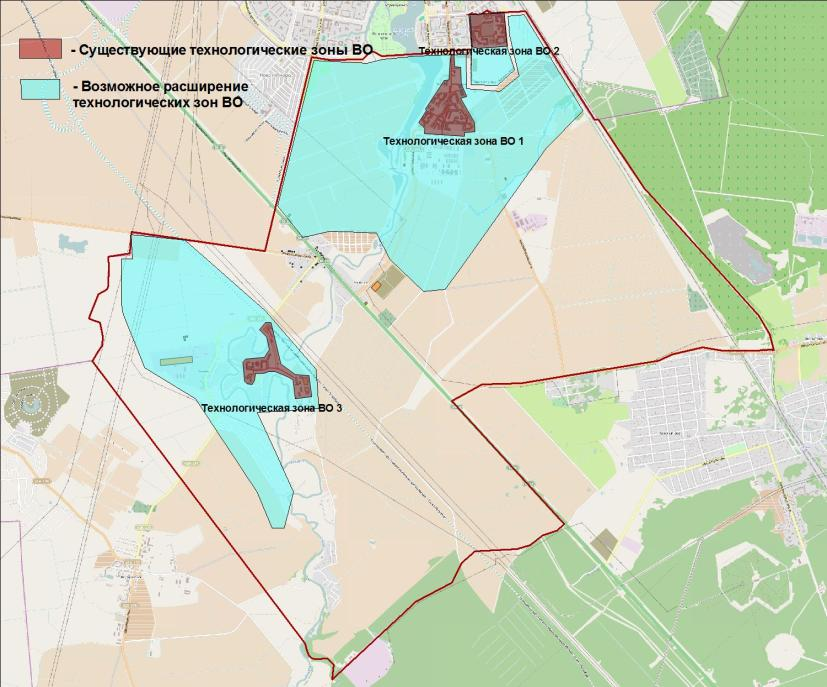 - Существующие технологические зоны ВО
- Возможное расширение
технологических зон ВО
Технологическая зона ВО 2
Технологическая зона ВО 1
Технологическая зона ВО 3